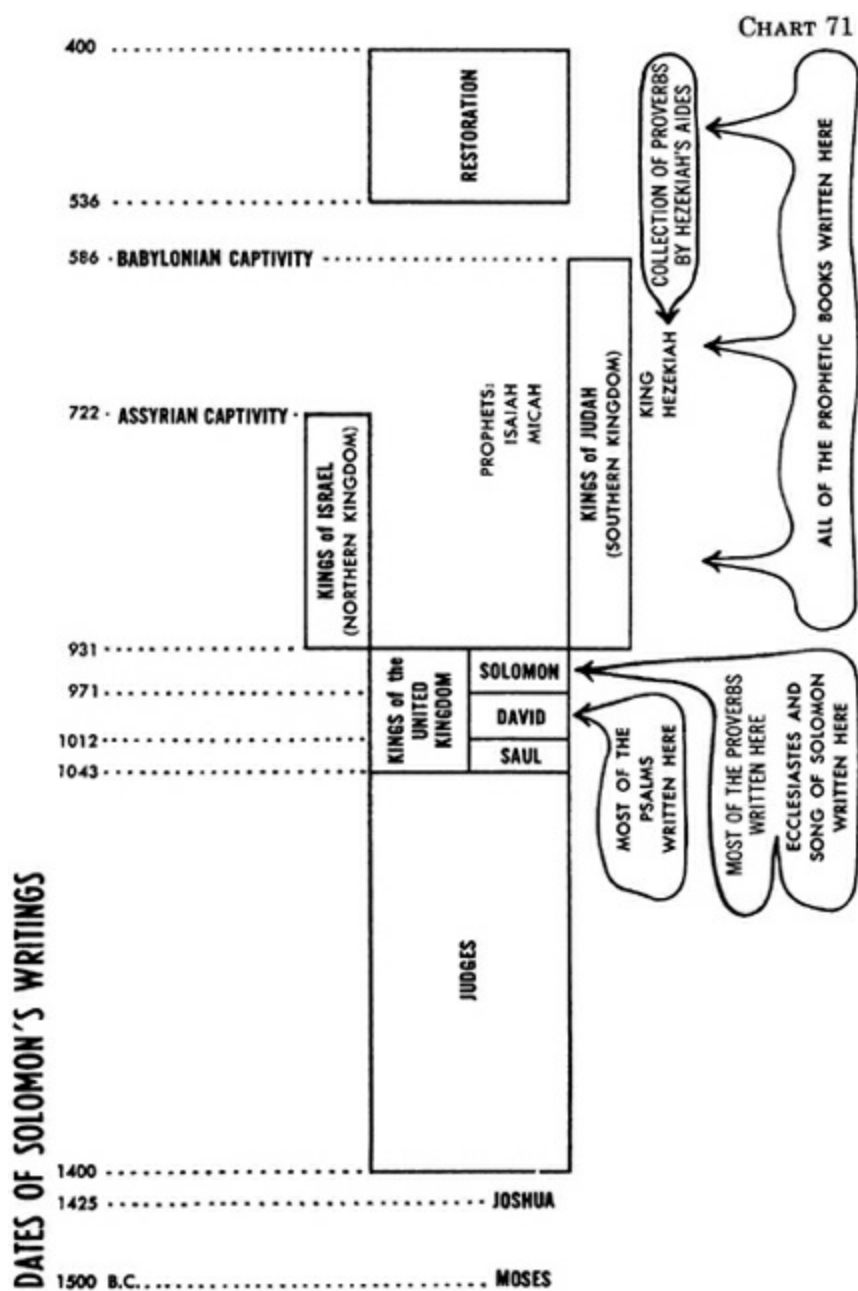 CHART 71
DATES OF SOLOMON'S WRITINGS
400
RESTORATION
536
586 BABYLONIAN CAPTIVITY
COLLECTION OF PROVERBS
BY HEZEKIAH'S AIDES
KING
HEZEKIAH
ALL OF THE PROPHETIC BOOKS WRITTEN HERE
722 ASSYRIAN CAPTIVITY
PROPHETS:
ISAIAH
MICAH
KINGS of ISRAEL
(NORTHERN KINGDOM)
KINGS of JUDAH
(SOUTHERN KINGDOM)
931
971
1012
1043
KINGS of the
UNITED
KINGDOM
SOLOMON
DAVID
SAUL
MOST OF THE
PSALMS
WRITTEN HERE
MOST OF THE PROVERBS
WRITTEN HERE
ECCLESIASTES AND
SONG OF SOLOMON
WRITTEN HERE
JUDGES
1400
1425 JOSHUA
1500 B.C. MOSES